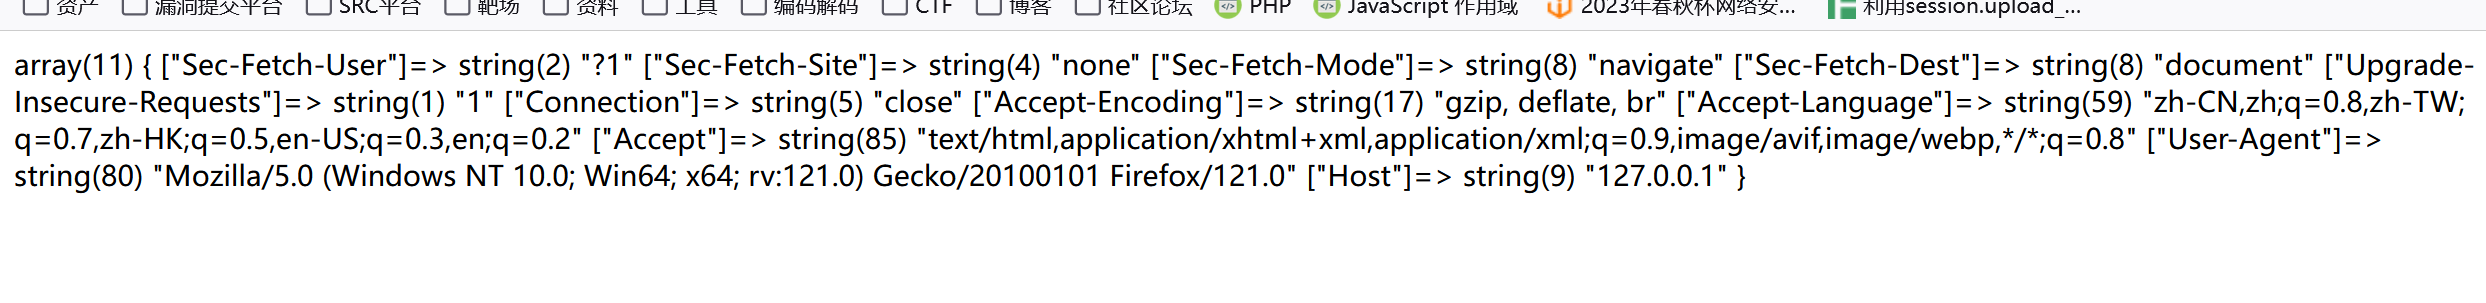 资产 漏洞提交平台 SRC平台 靶场 资料 工具 编码解码 CTF 博客 社区论坛 PHP JavaScript 作用域 2023年春秋杯网络安... 利用session.upload_...
array(11) { ["Sec-Fetch-User"]=> string(2) "?1" ["Sec-Fetch-Site"]=> string(4) "none" ["Sec-Fetch-Mode"]=> string(8) "navigate" ["Sec-Fetch-Dest"]=> string(8) "document" ["Upgrade-
Insecure-Requests"]=> string(1) "1" ["Connection"]=> string(5) "close" ["Accept-Encoding"]=> string(17) "gzip, deflate, br" ["Accept-Language"]=> string(59) "zh-CN,zh;q=0.8,zh-TW;
q=0.7,zh-HK;q=0.5,en-US;q=0.3,en;q=0.2" ["Accept"]=> string(85) "text/html,application/xhtml+xml,application/xml;q=0.9,image/avif,image/webp,*/*;q=0.8" ["User-Agent"]=>
string(80) "Mozilla/5.0 (Windows NT 10.0; Win64; x64; rv:121.0) Gecko/20100101 Firefox/121.0" ["Host"]=> string(9) "127.0.0.1" }